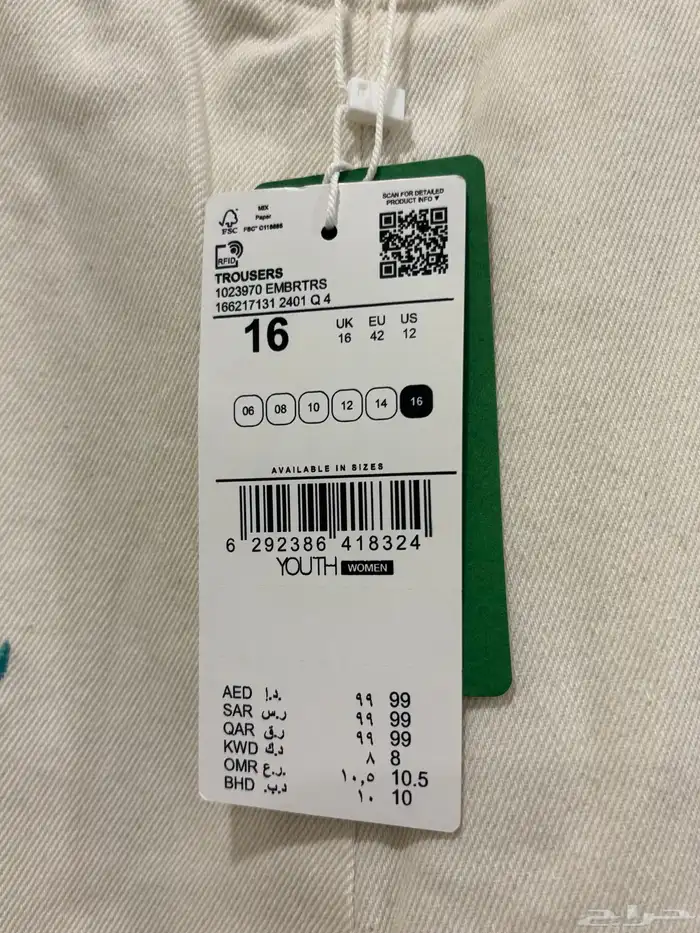 MIX
Paper
FSC
FSC® C118665
SCAN FOR DETAILED
PRODUCT INFO ▼
RFID
TROUSERS
1023970 EMBRTRS
166217131 2401 Q 4
16
UK EU US
16 42 12
06 08 10 12 14 16
AVAILABLE IN SIZES
6 292386 418324
YOUTH WOMEN
AED د.إ. ٩٩ 99
SAR ر.س. ٩٩ 99
QAR ر.ق. ٩٩ 99
KWD د.ك. ٨ 8
OMR ر.ع. ١٠,٥ 10.5
BHD د.ب. ١٠ 10
حراج